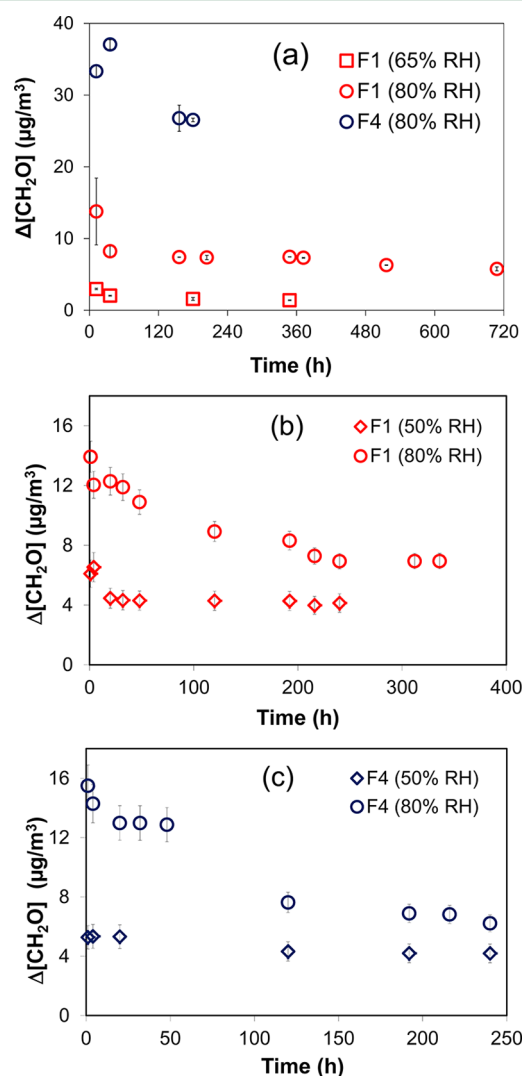 (a)
F1 (65% RH)
F1 (80% RH)
F4 (80% RH)
Δ[CH₂O] (µg/m³)
40
30
20
10
0
0 120 240 360 480 600 720
Time (h)
(b)
F1 (50% RH)
F1 (80% RH)
Δ[CH₂O] (µg/m³)
16
12
8
4
0
0 100 200 300 400
Time (h)
(c)
F4 (50% RH)
F4 (80% RH)
Δ[CH₂O] (µg/m³)
16
12
8
4
0
0 50 100 150 200 250
Time (h)